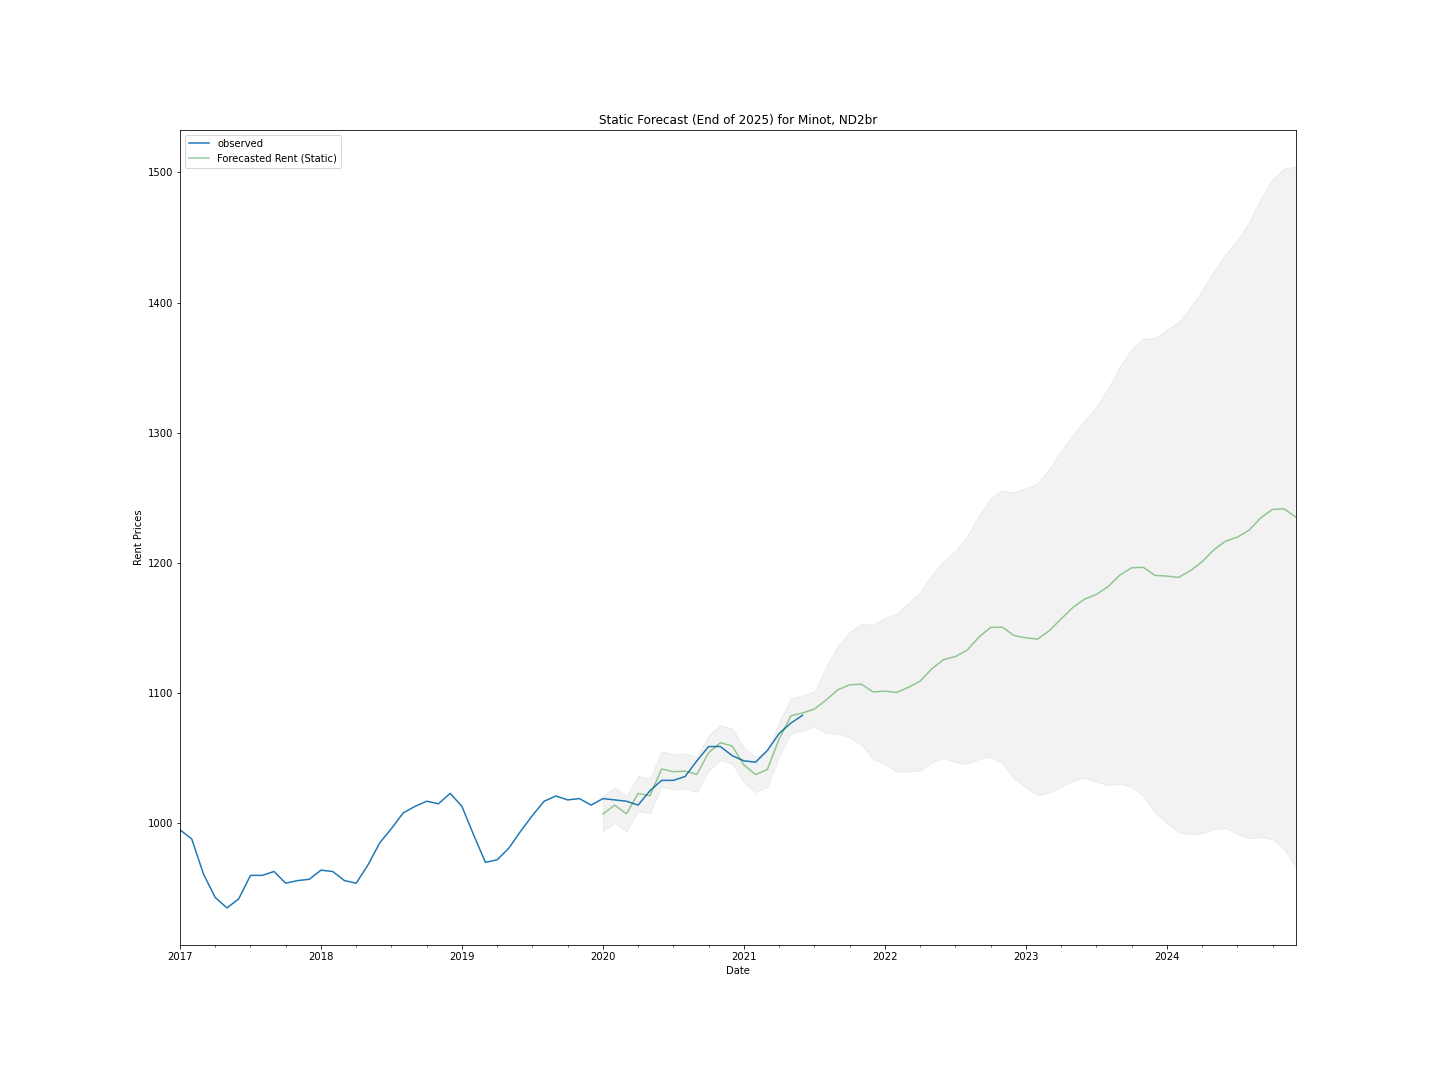 Static Forecast (End of 2025) for Minot, ND2br
observed
Forecasted Rent (Static)
1500
1400
1300
1200
1100
1000
Rent Prices
2017 2018 2019 2020 2021 2022 2023 2024
Date